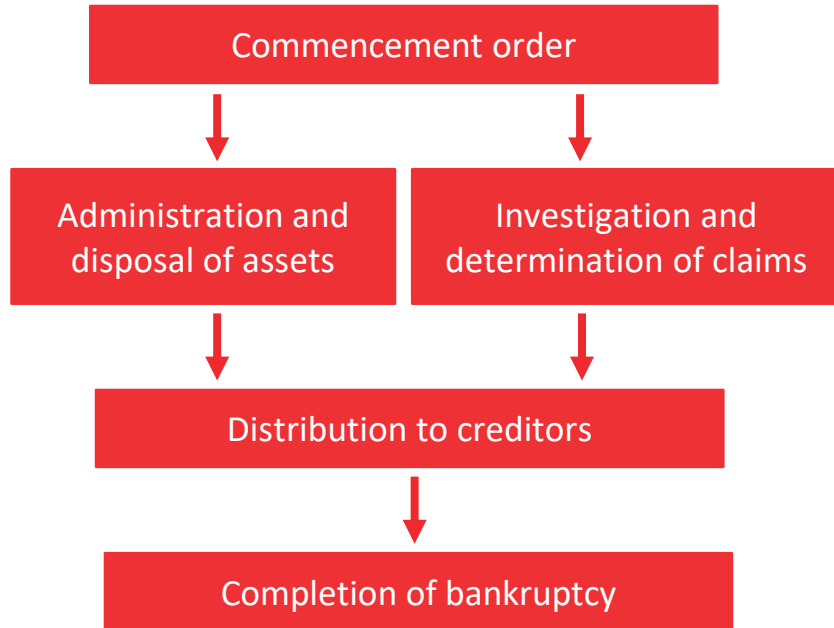 Commencement order
Administration and
disposal of assets
Investigation and
determination of claims
Distribution to creditors
Completion of bankruptcy